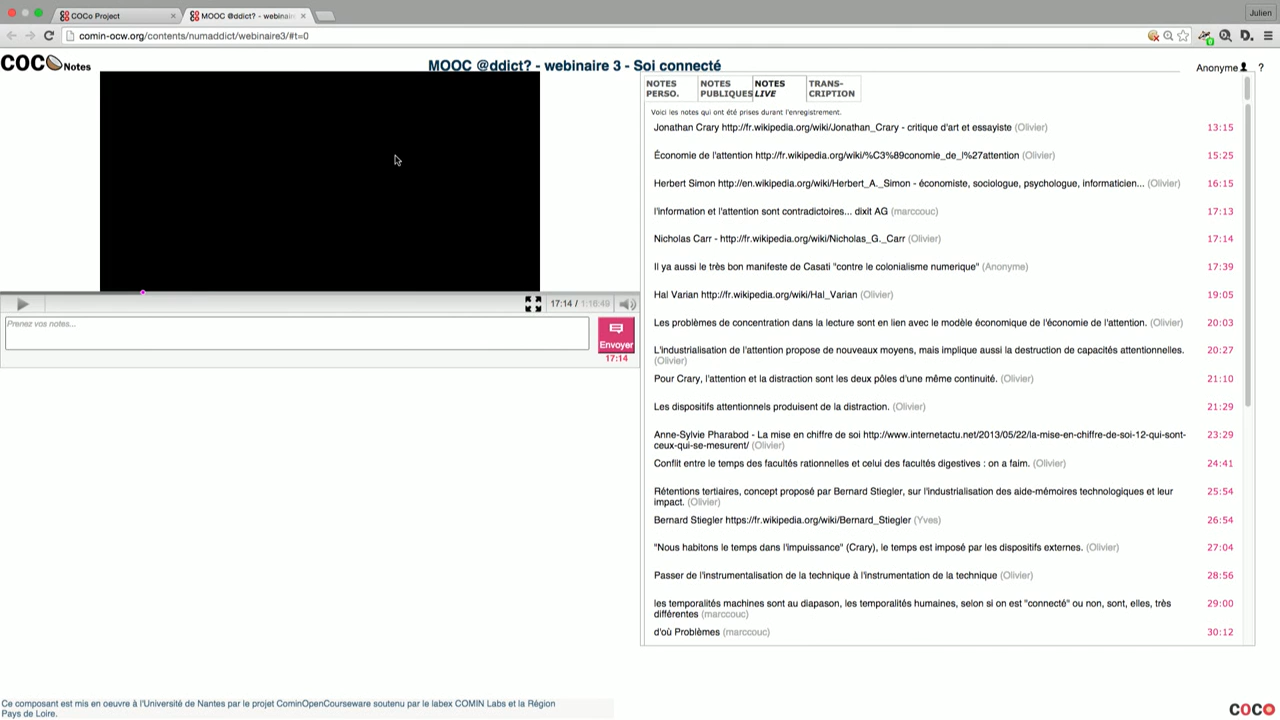 COCo Project
MOOC @ddict? - webinair
Julien
comin-ocw.org/contents/numaddict/webinaire3/#t=0
COCO Notes
MOOC @ddict? - webinaire 3 - Soi connecté
Anonyme ?
NOTES PERSO.
NOTES PUBLIQUES
NOTES LIVE
TRANS-CRIPTION
Voici les notes qui ont été prises durant l'enregistrement.
Jonathan Crary http://fr.wikipedia.org/wiki/Jonathan_Crary - critique d'art et essayiste (Olivier) 13:15
Économie de l'attention http://fr.wikipedia.org/wiki/%C3%89conomie_de_l%27attention (Olivier) 15:25
Herbert Simon http://en.wikipedia.org/wiki/Herbert_A._Simon - économiste, sociologue, psychologue, informaticien... (Olivier) 16:15
l'information et l'attention sont contradictoires... dixit AG (marccouc) 17:13
Nicholas Carr - http://fr.wikipedia.org/wiki/Nicholas_G._Carr (Olivier) 17:14
Il ya aussi le très bon manifeste de Casati "contre le colonialisme numerique" (Anonyme) 17:39
Hal Varian http://fr.wikipedia.org/wiki/Hal_Varian (Olivier) 19:05
Les problèmes de concentration dans la lecture sont en lien avec le modèle économique de l'économie de l'attention. (Olivier) 20:03
L'industrialisation de l'attention propose de nouveaux moyens, mais implique aussi la destruction de capacités attentionnelles. 20:27
(Olivier)
Pour Crary, l'attention et la distraction sont les deux pôles d'une même continuité. (Olivier) 21:10
Les dispositifs attentionnels produisent de la distraction. (Olivier) 21:29
Anne-Sylvie Pharabod - La mise en chiffre de soi http://www.internetactu.net/2013/05/22/la-mise-en-chiffre-de-soi-12-qui-sont- 23:29
ceux-qui-se-mesurent/ (Olivier)
Conflit entre le temps des facultés rationnelles et celui des facultés digestives : on a faim. (Olivier) 24:41
Rétentions tertiaires, concept proposé par Bernard Stiegler, sur l'industrialisation des aide-mémoires technologiques et leur 25:54
impact. (Olivier)
Bernard Stiegler https://fr.wikipedia.org/wiki/Bernard_Stiegler (Yves) 26:54
"Nous habitons le temps dans l'impuissance" (Crary), le temps est imposé par les dispositifs externes. (Olivier) 27:04
Passer de l'instrumentalisation de la technique à l'instrumentation de la technique (Olivier) 28:56
les temporalités machines sont au diapason, les temporalités humaines, selon si on est "connecté" ou non, sont, elles, très 29:00
différentes (marccouc)
d'où Problèmes (marccouc) 30:12
17:14 / 1:16:49
Prenez vos notes...
Envoyer
17:14
Ce composant est mis en oeuvre à l'Université de Nantes par le projet CominOpenCourseware soutenu par le labex COMIN Labs et la Région
Pays de Loire.
COCO